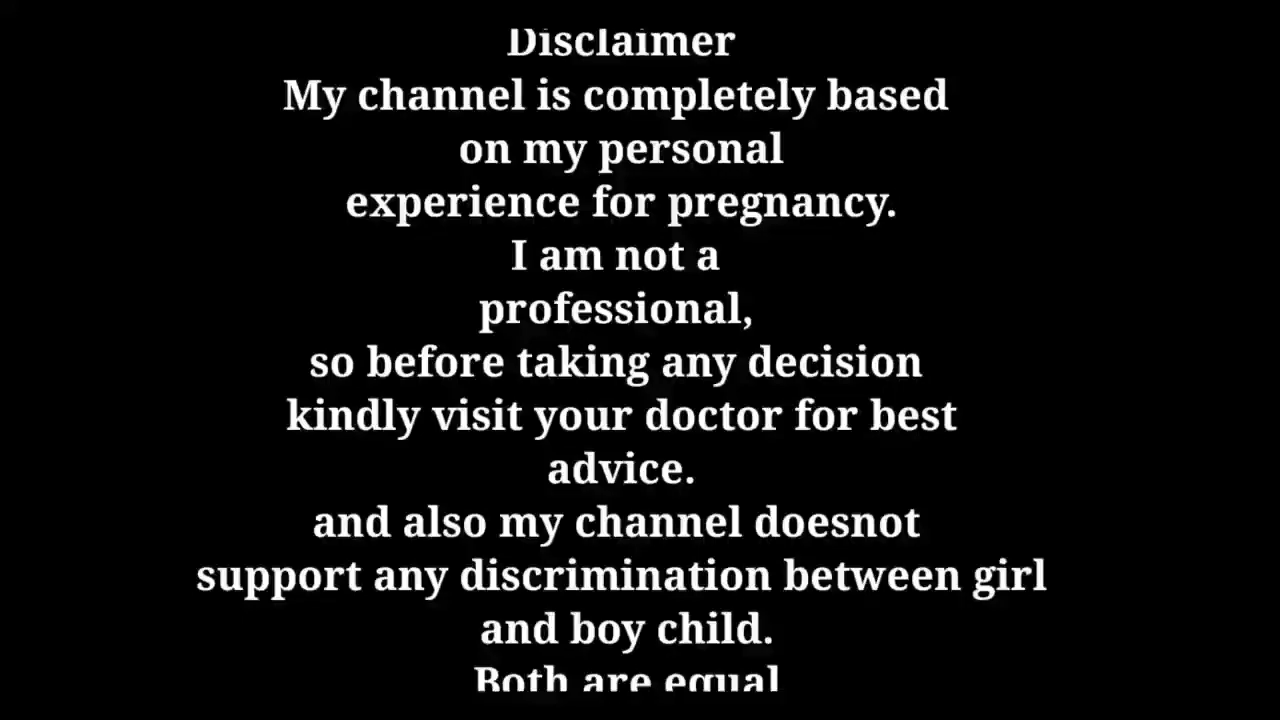 Disclaimer
My channel is completely based
on my personal
experience for pregnancy.
I am not a
professional,
so before taking any decision
kindly visit your doctor for best
advice.
and also my channel doesnot
support any discrimination between girl
and boy child.
Both are equal